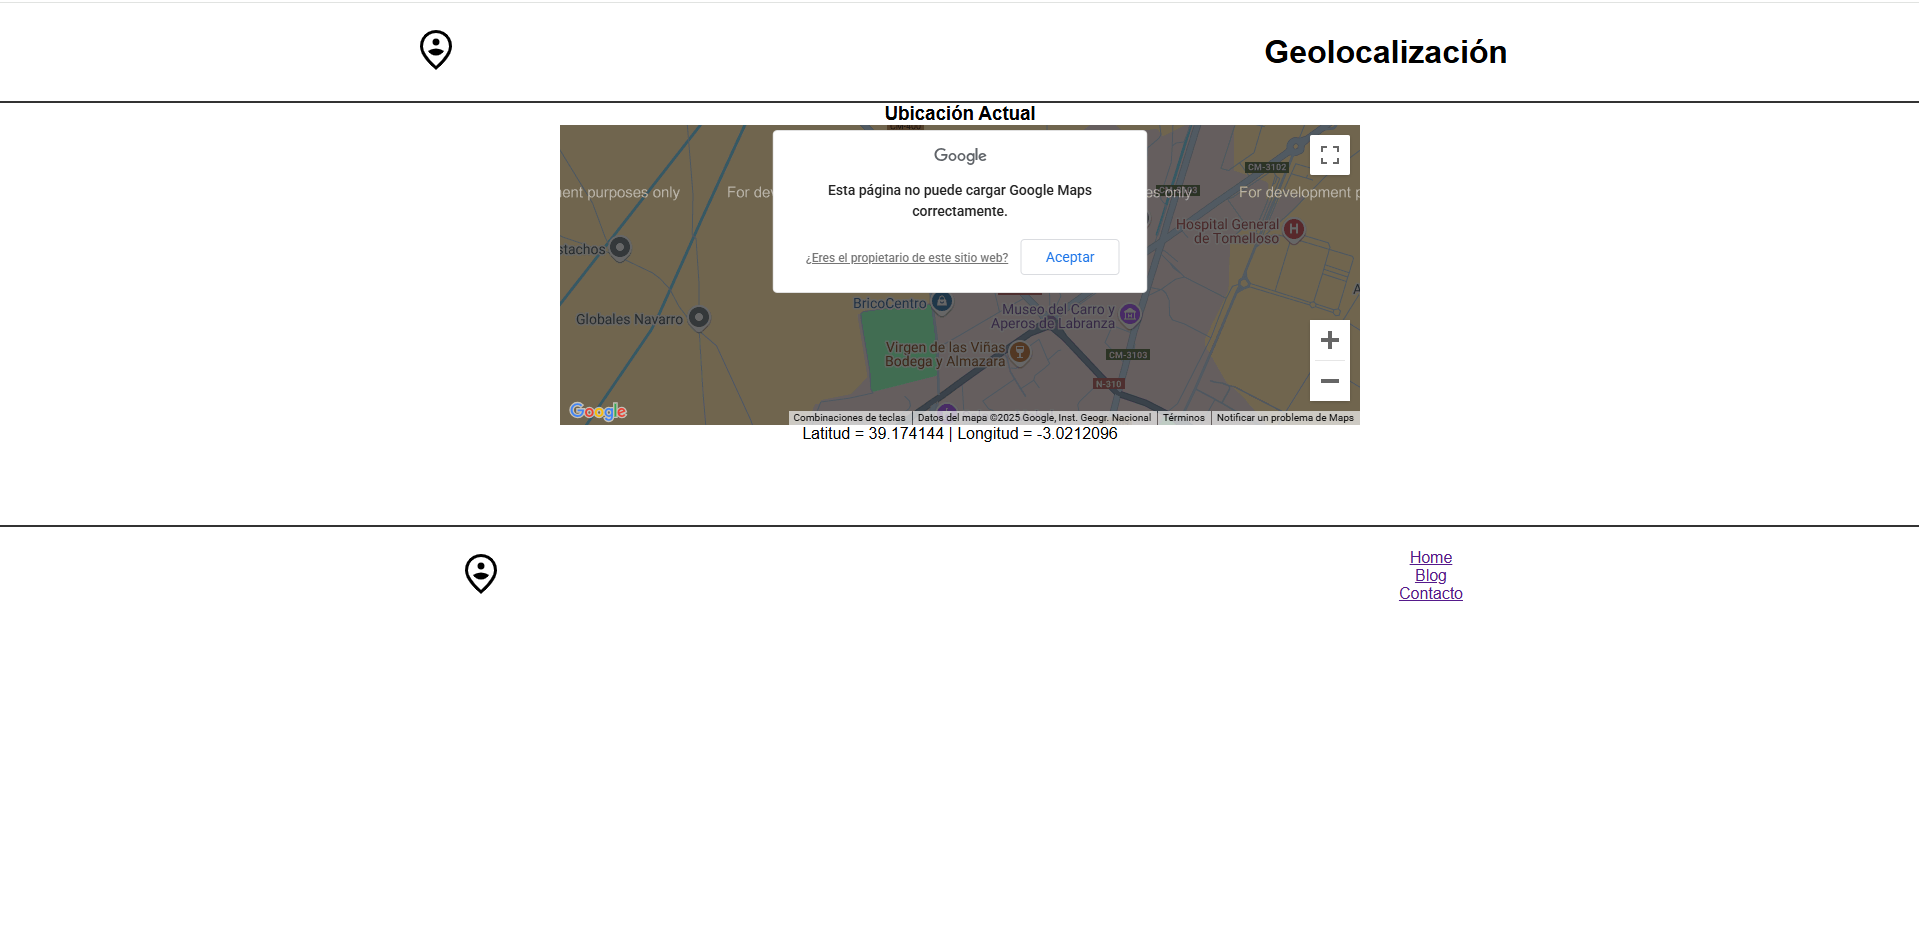 Geolocalización
Ubicación Actual
Google
Esta página no puede cargar Google Maps
correctamente.
¿Eres el propietario de este sitio web?
Aceptar
CM-3102
ent purposes only
For dev
es only
For development p
Hospital General
de Tomelloso
H
stachos
BricoCentro
Globales Navarro
Museo del Carro y
Aperos de Labranza
Virgen de las Viñas
Bodega y Almazara
CM-3103
N-310
Google
Combinaciones de teclas
Datos del mapa ©2025 Google, Inst. Geogr. Nacional
Términos
Notificar un problema de Maps
Latitud = 39.174144 | Longitud = -3.0212096
Home
Blog
Contacto